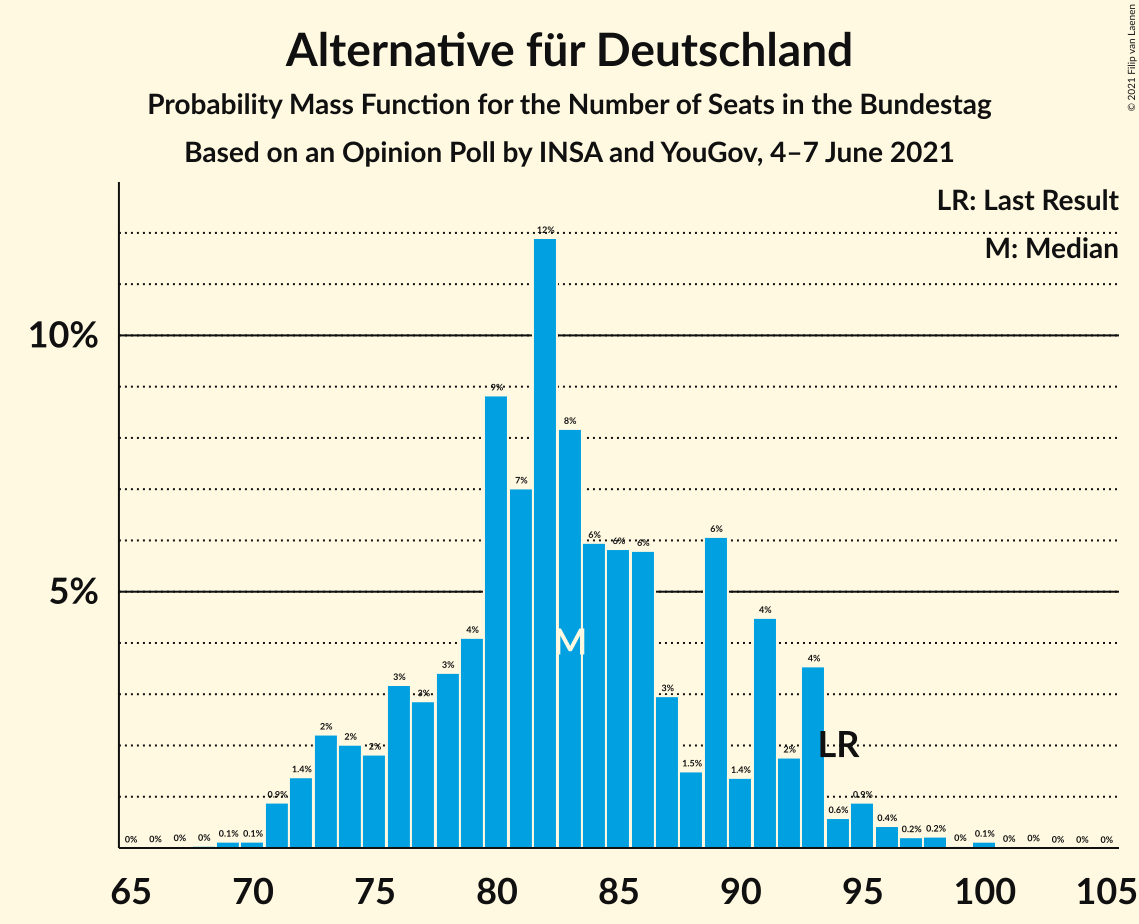 © 2021 Filip van Laenen
Alternative für Deutschland
Probability Mass Function for the Number of Seats in the Bundestag
Based on an Opinion Poll by INSA and YouGov, 4–7 June 2021
LR: Last Result
M: Median
10%
5%
0% 0% 0% 0% 0.1% 0.1% 0.9% 1.4% 2% 2% 2% 3% 3% 3% 4% 9% 7% 12% 8% 6% 6% 6% 3% 1.5% 6% 1.4% 4% 2% 4% 0.6% 0.9% 0.4% 0.2% 0.2% 0% 0.1% 0% 0% 0% 0% 0%
M
LR
65 70 75 80 85 90 95 100 105